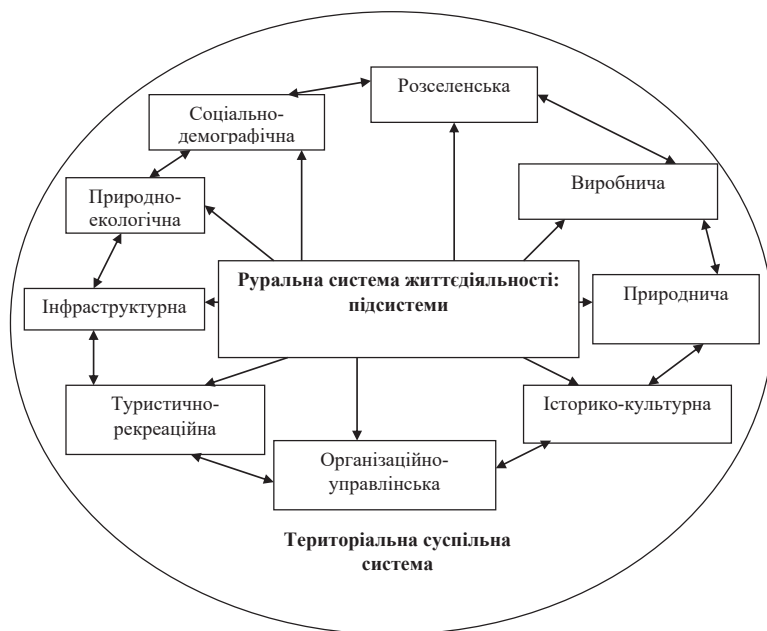 Розселенська
Соціально-
демографічна
Виробнича
Природно-
екологічна
Руральна система життєдіяльності:
підсистеми
Інфраструктурна
Природнича
Туристично-
рекреаційна
Історико-культурна
Організаційно-
управлінська
Територіальна суспільна
система